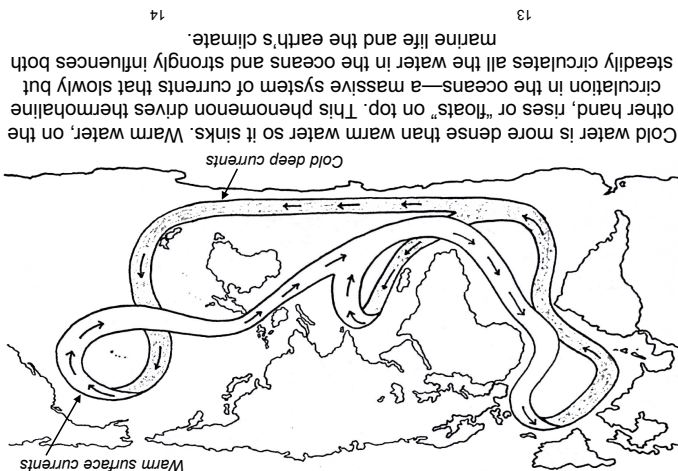 Warm surface currents
Cold deep currents
Cold water is more dense than warm water so it sinks. Warm water, on the
other hand, rises or “floats” on top. This phenomenon drives thermohaline
circulation in the oceans—a massive system of currents that slowly but
steadily circulates all the water in the oceans and strongly influences both
marine life and the earth's climate.
14
13